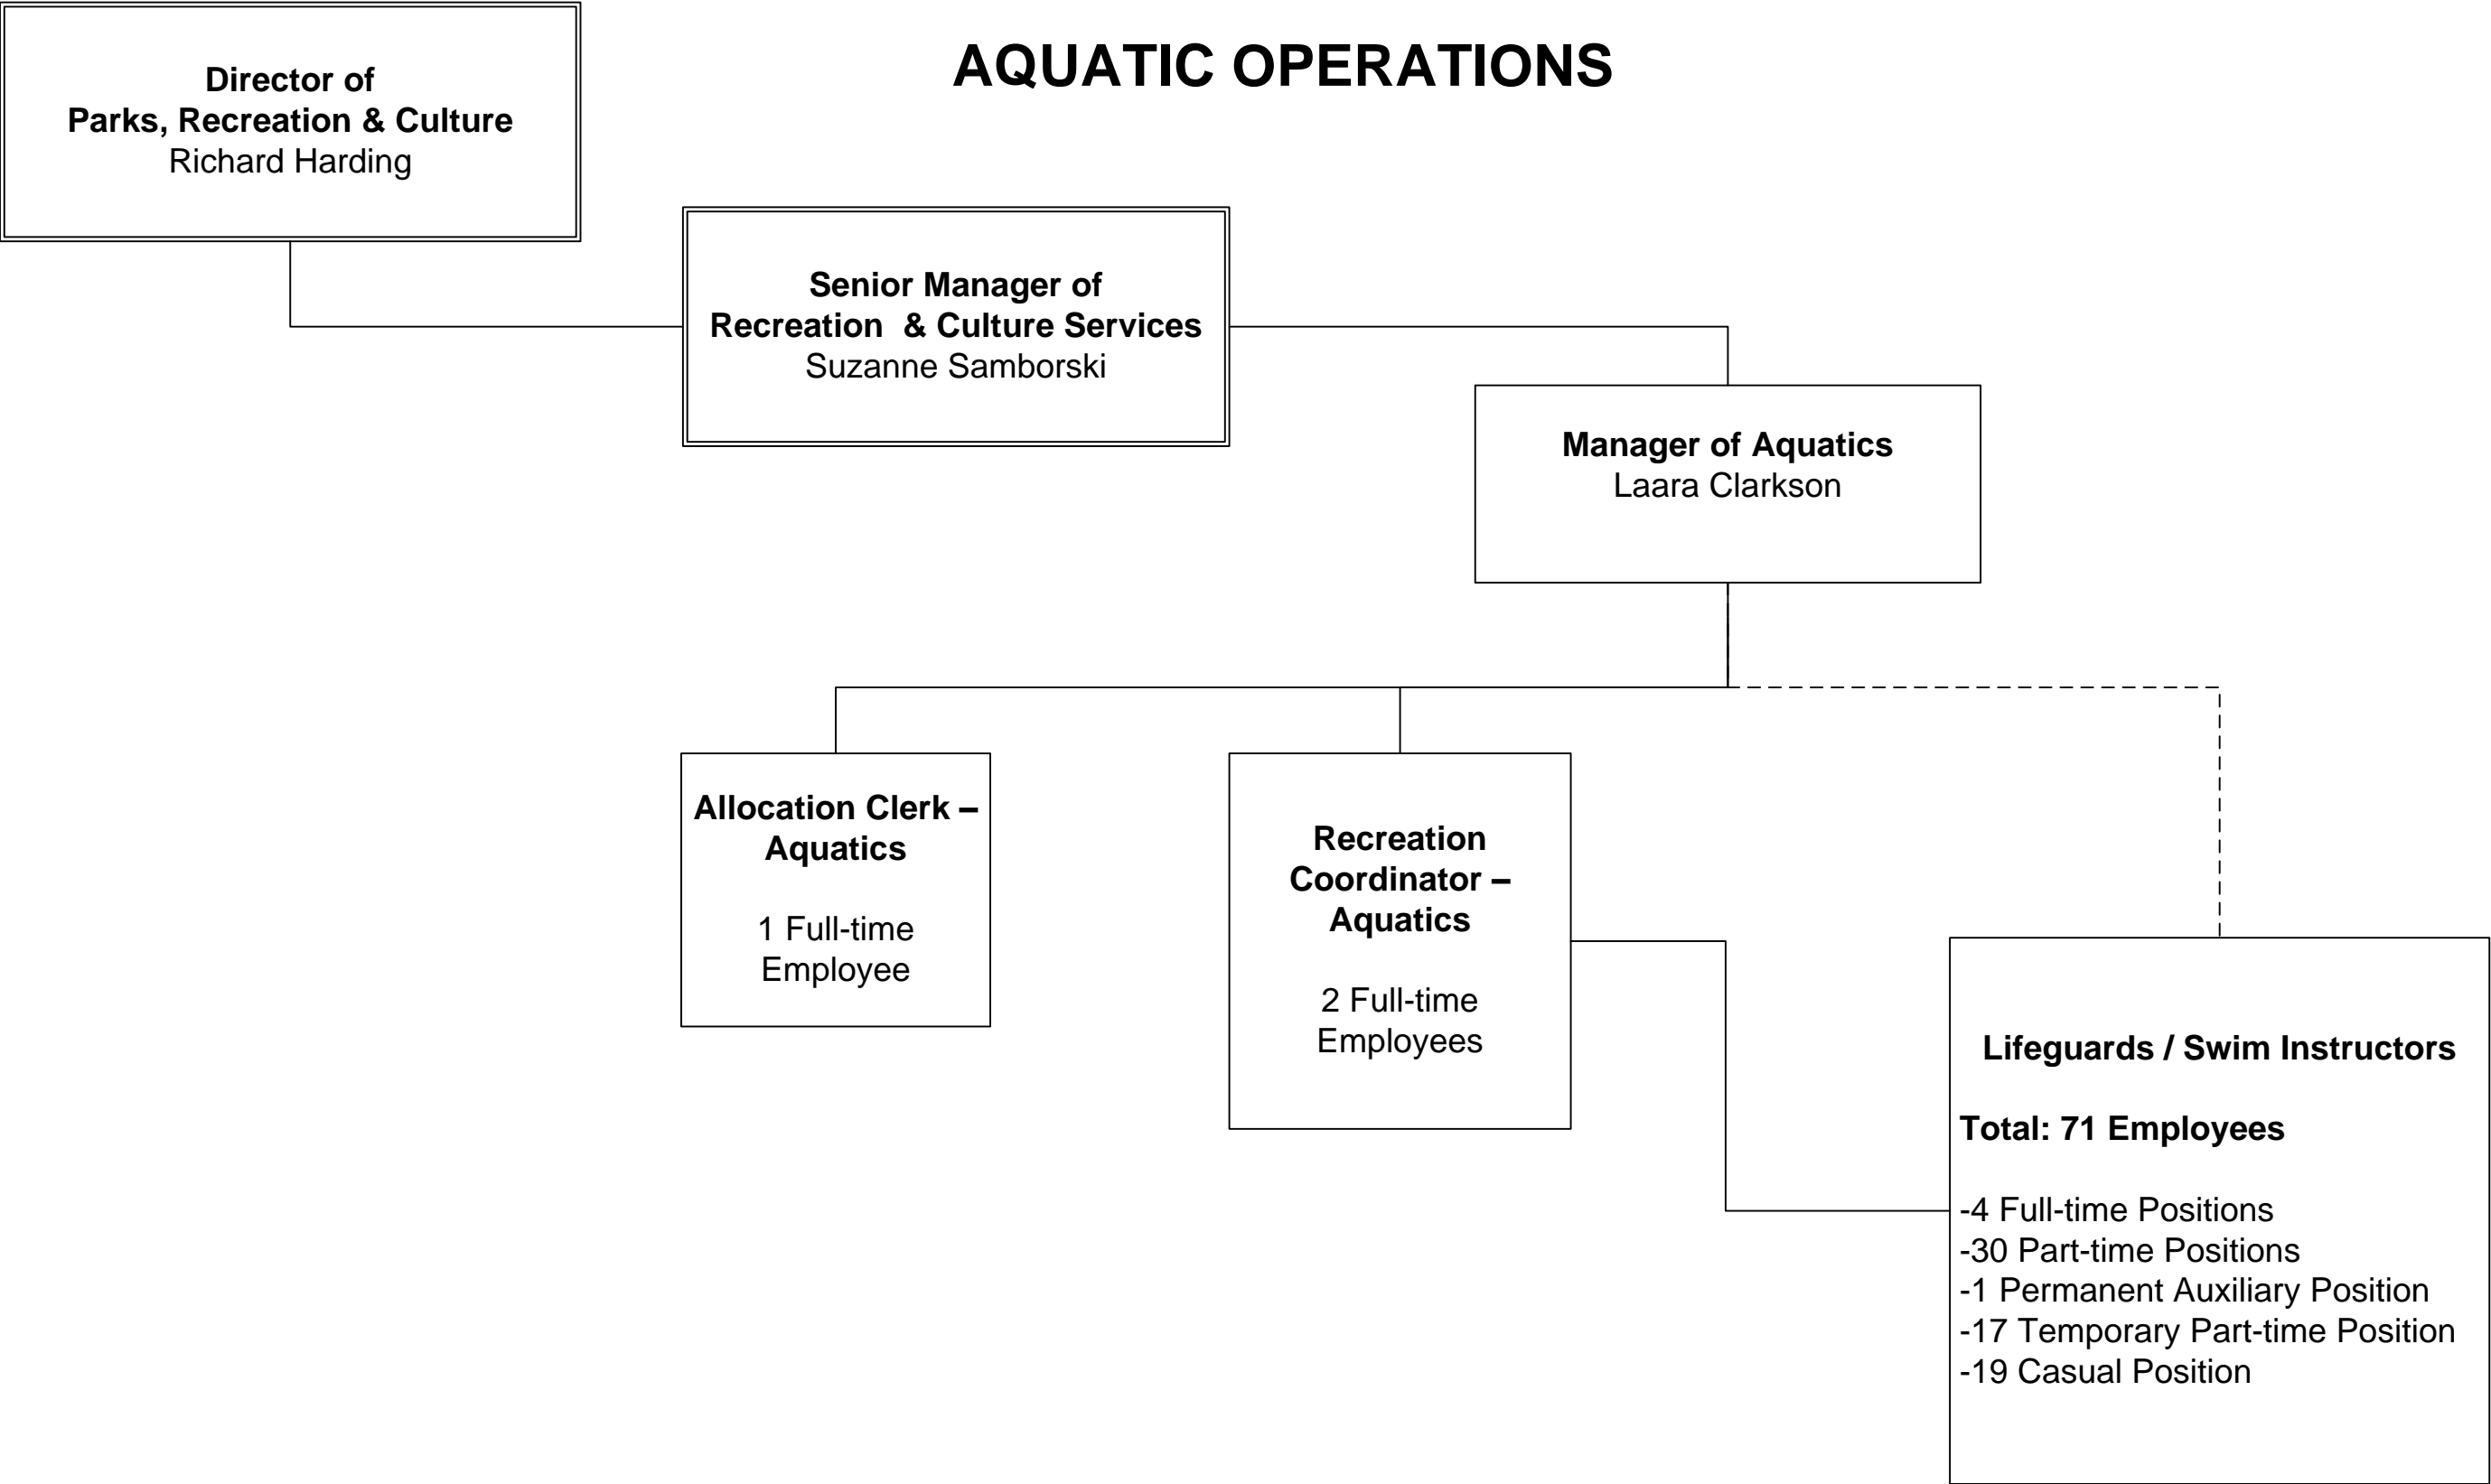 AQUATIC OPERATIONS
Director of
Parks, Recreation & Culture
Richard Harding
Senior Manager of
Recreation  & Culture Services
Suzanne Samborski
Manager of Aquatics
Laara Clarkson
Allocation Clerk –
Aquatics
1 Full-time
Employee
Recreation
Coordinator –
Aquatics
2 Full-time
Employees
Lifeguards / Swim Instructors
Total: 71 Employees
-4 Full-time Positions
-30 Part-time Positions
-1 Permanent Auxiliary Position
-17 Temporary Part-time Position
-19 Casual Position